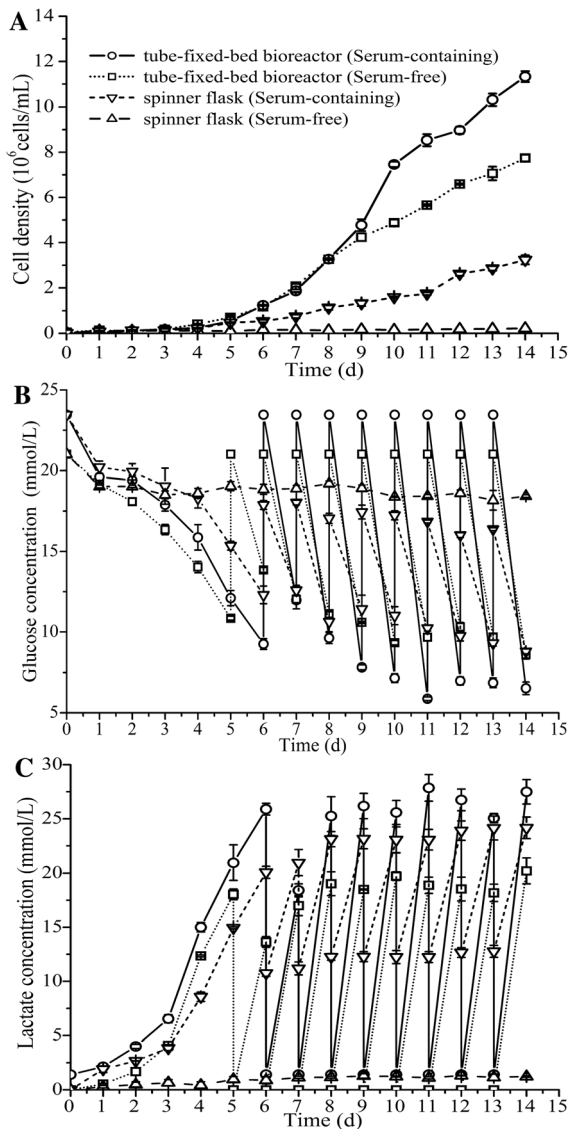 A
14
12
10
8
6
4
2
0
Cell density (10^6cells/mL)
tube-fixed-bed bioreactor (Serum-containing)
tube-fixed-bed bioreactor (Serum-free)
spinner flask (Serum-containing)
spinner flask (Serum-free)
0 1 2 3 4 5 6 7 8 9 10 11 12 13 14 15
Time (d)
B
25
20
15
10
5
Glucose concentration (mmol/L)
0 1 2 3 4 5 6 7 8 9 10 11 12 13 14 15
Time (d)
C
30
25
20
15
10
5
0
Lactate concentration (mmol/L)
0 1 2 3 4 5 6 7 8 9 10 11 12 13 14 15
Time (d)